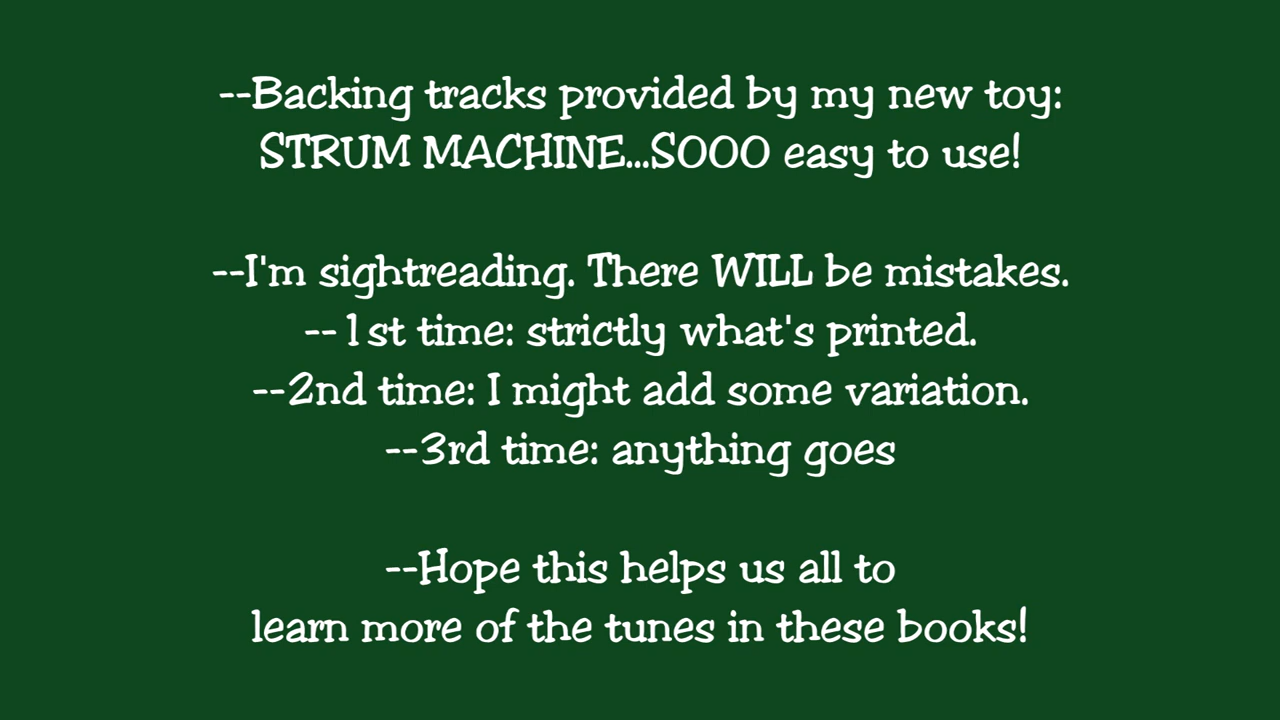 --Backing tracks provided by my new toy:
STRUM MACHINE...SOOO easy to use!
--I'm sightreading. There WILL be mistakes.
--1st time: strictly what's printed.
--2nd time: I might add some variation.
--3rd time: anything goes
--Hope this helps us all to
learn more of the tunes in these books!